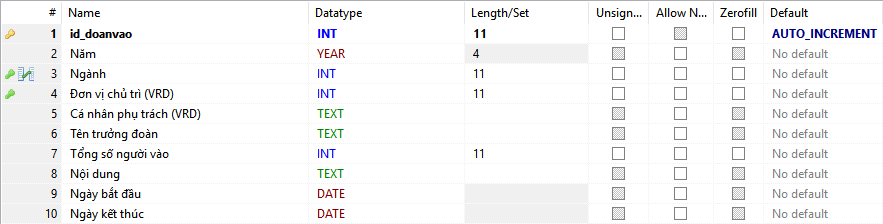 # Name Datatype Length/Set Unsign... Allow N... Zerofill Default
1 id_doanvao INT 11 AUTO_INCREMENT
2 Năm YEAR 4 No default
3 Ngành INT 11 No default
4 Đơn vị chủ trì (VRD) INT 11 No default
5 Cá nhân phụ trách (VRD) TEXT No default
6 Tên trưởng đoàn TEXT No default
7 Tổng số người vào INT 11 No default
8 Nội dung TEXT No default
9 Ngày bắt đầu DATE No default
10 Ngày kết thúc DATE No default